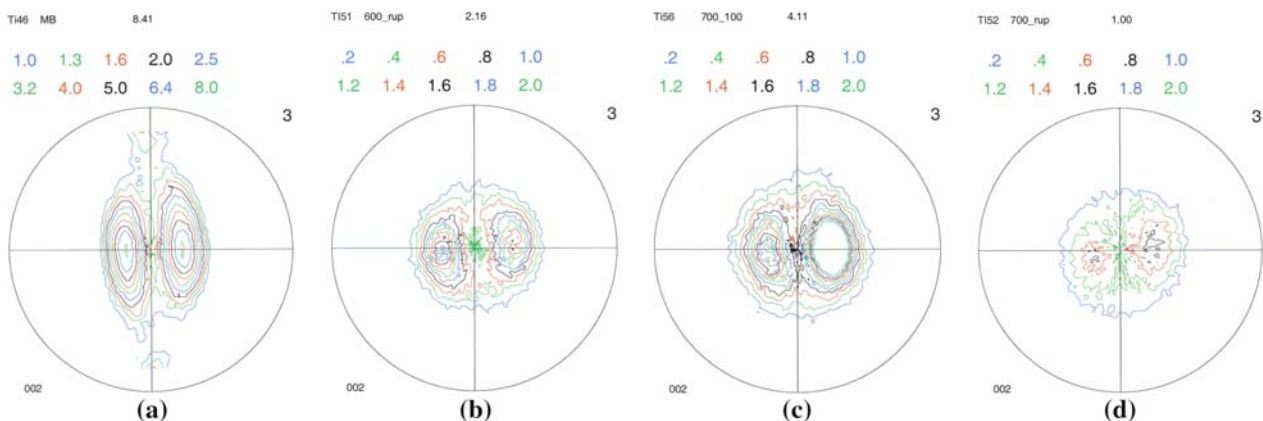 Ti46 MB 8.41
1.0 1.3 1.6 2.0 2.5
3.2 4.0 5.0 6.4 8.0
3
002
(a)
TI51 600_rup 2.16
.2 .4 .6 .8 1.0
1.2 1.4 1.6 1.8 2.0
3
002
(b)
Ti56 700_100 4.11
.2 .4 .6 .8 1.0
1.2 1.4 1.6 1.8 2.0
3
002
(c)
TI52 700_rup 1.00
.2 .4 .6 .8 1.0
1.2 1.4 1.6 1.8 2.0
3
002
(d)